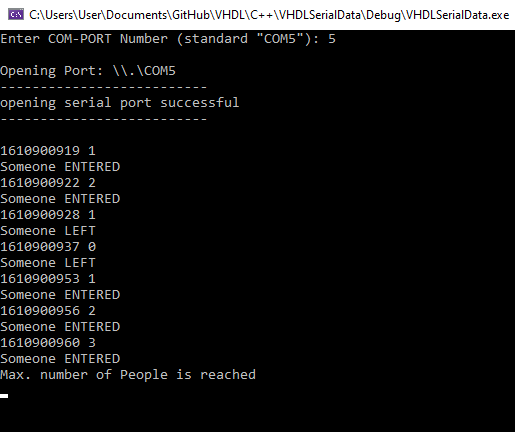 C:\Users\User\Documents\GitHub\VHDL\C++\VHDLSerialData\Debug\VHDLSerialData.exe
Enter COM-PORT Number (standard "COM5"): 5
Opening Port: \\.\COM5
--------------------------
opening serial port successful
--------------------------
1610900919 1
Someone ENTERED
1610900922 2
Someone ENTERED
1610900928 1
Someone LEFT
1610900937 0
Someone LEFT
1610900953 1
Someone ENTERED
1610900956 2
Someone ENTERED
1610900960 3
Someone ENTERED
Max. number of People is reached